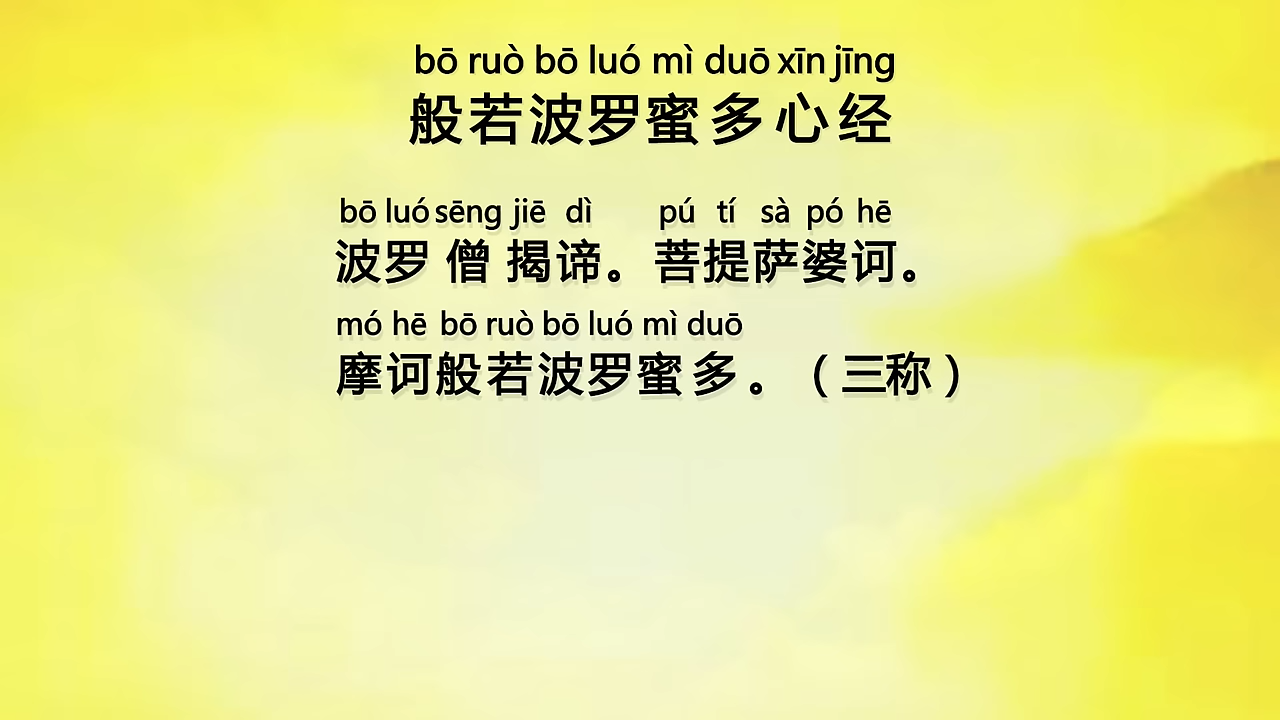 bō ruò bō luó mì duō xīn jīng
般若波罗蜜多心经
bō luó sēng jiē dì pú tí sà pó hē
波罗僧揭谛。菩提萨婆诃。
mó hē bō ruò bō luó mì duō
摩诃般若波罗蜜多。（三称）